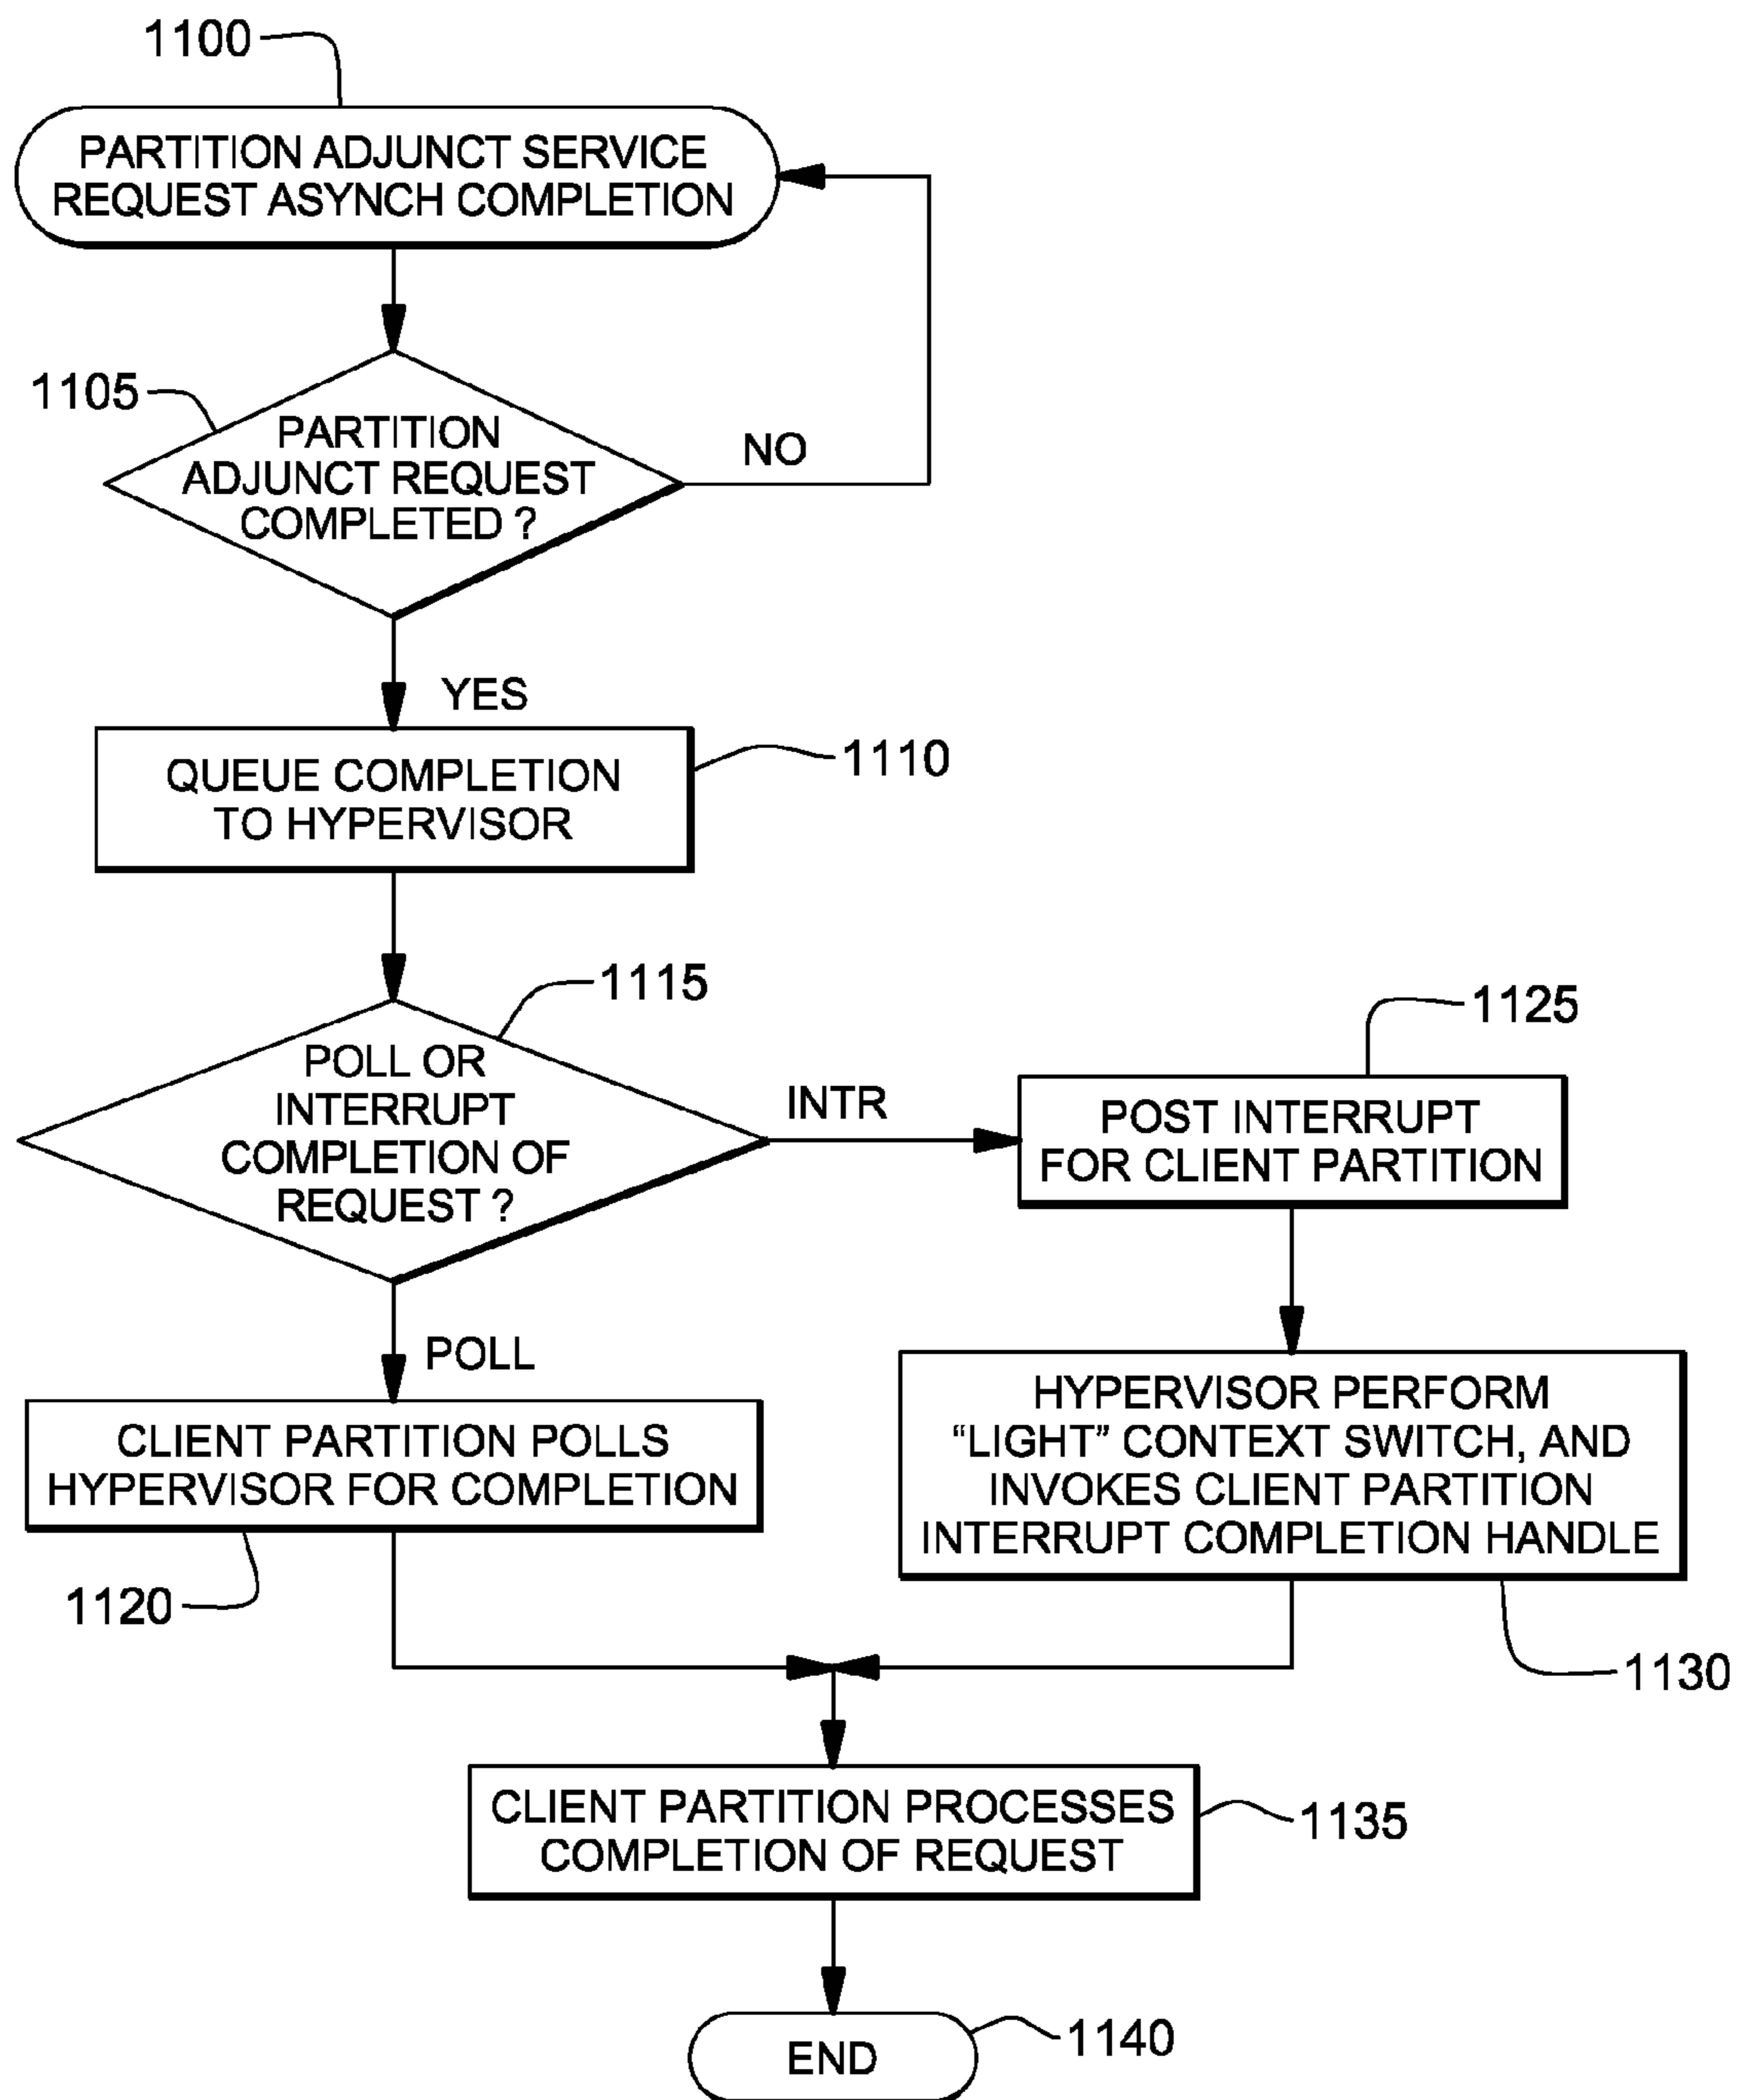 1100
PARTITION ADJUNCT SERVICE
REQUEST ASYNCH COMPLETION
1105
PARTITION
ADJUNCT REQUEST
COMPLETED ?
NO
YES
QUEUE COMPLETION
TO HYPERVISOR
1110
1115
POLL OR
INTERRUPT
COMPLETION OF
REQUEST ?
INTR
1125
POST INTERRUPT
FOR CLIENT PARTITION
POLL
CLIENT PARTITION POLLS
HYPERVISOR FOR COMPLETION
1120
HYPERVISOR PERFORM
“LIGHT” CONTEXT SWITCH, AND
INVOKES CLIENT PARTITION
INTERRUPT COMPLETION HANDLE
1130
CLIENT PARTITION PROCESSES
COMPLETION OF REQUEST
1135
END
1140